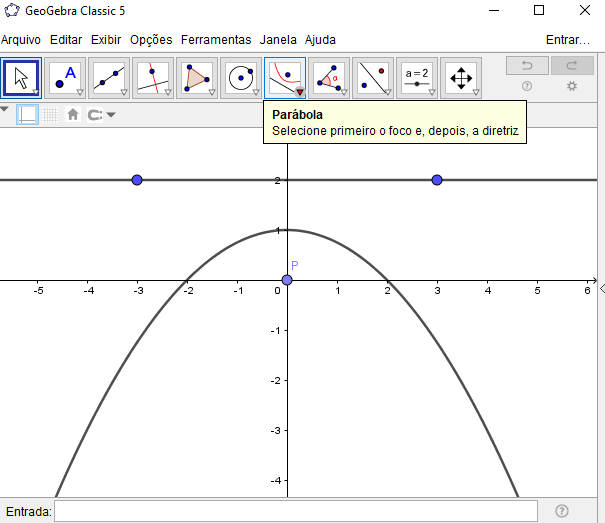 GeoGebra Classic 5
Arquivo Editar Exibir Opções Ferramentas Janela Ajuda Entrar...
A α a = 2
Parábola
Selecione primeiro o foco e, depois, a diretriz
2
1
P
-5 -4 -3 -2 -1 0 1 2 3 4 5 6
-1
-2
-3
-4
Entrada: